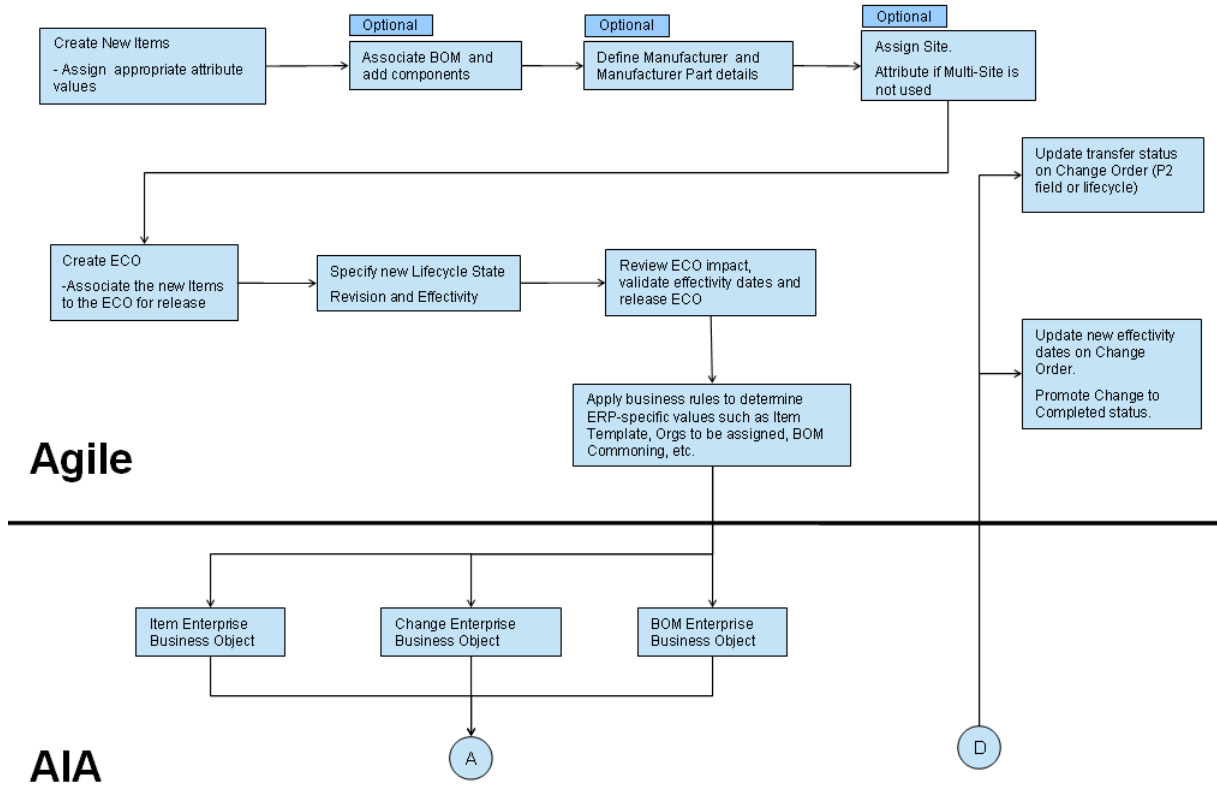 Optional
Create New Items
- Assign appropriate attribute
values
Associate BOM and
add components
Optional
Define Manufacturer and
Manufacturer Part details
Optional
Assign Site.
Attribute if Multi-Site is
not used
Update transfer status
on Change Order (P2
field or lifecycle)
Create ECO
-Associate the new Items
to the ECO for release
Specify new Lifecycle State
Revision and Effectivity
Review ECO impact,
validate effectivity dates and
release ECO
Update new effectivity
dates on Change
Order.
Promote Change to
Completed status.
Apply business rules to determine
ERP-specific values such as Item
Template, Orgs to be assigned, BOM
Commoning, etc.
Agile
Item Enterprise
Business Object
Change Enterprise
Business Object
BOM Enterprise
Business Object
A
D
AIA